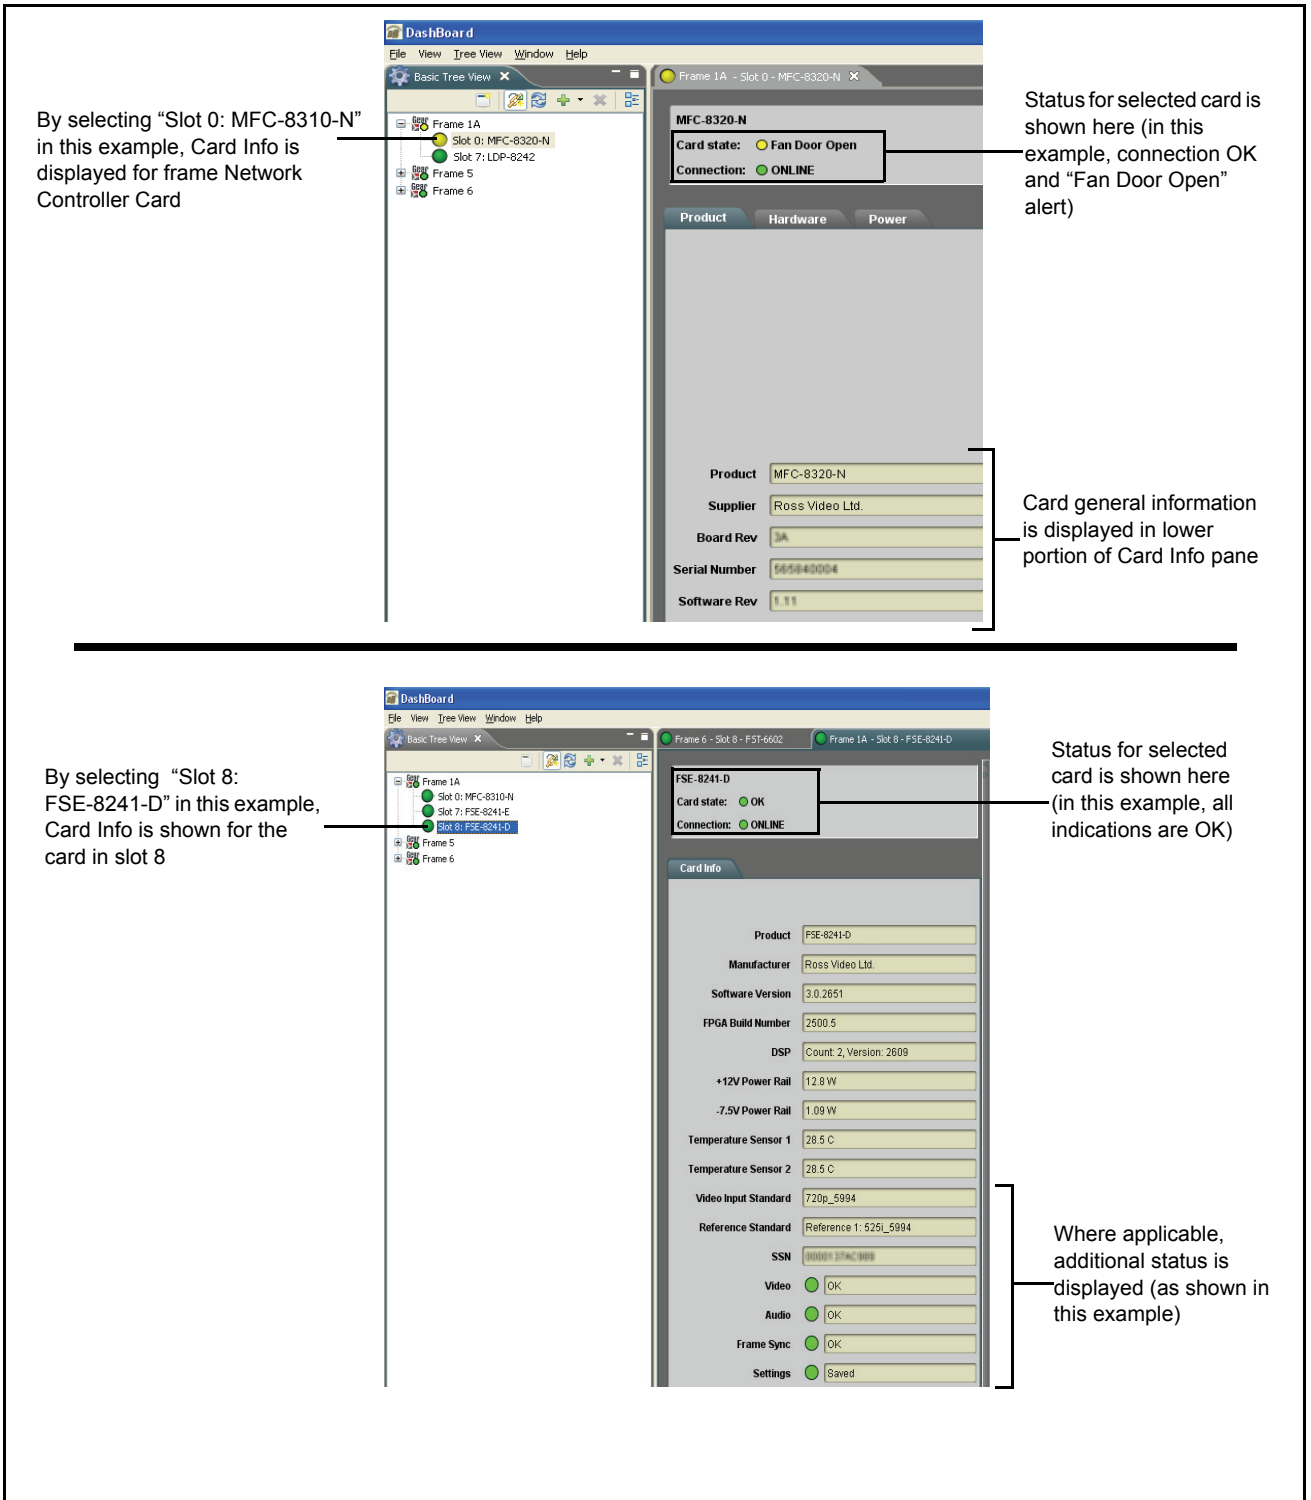 DashBoard
File View Tree View Window Help
Basic Tree View
Frame 1A - Slot 0 - MFC-8320-N
Frame 1A
Slot 0: MFC-8320-N
Slot 7: LDP-8242
Frame 5
Frame 6
MFC-8320-N
Card state: Fan Door Open
Connection: ONLINE
Product Hardware Power
By selecting “Slot 0: MFC-8310-N”
in this example, Card Info is
displayed for frame Network
Controller Card
Status for selected card is
shown here (in this
example, connection OK
and “Fan Door Open”
alert)
Product MFC-8320-N
Supplier Ross Video Ltd.
Board Rev 3A
Serial Number
Software Rev 1.11
Card general information
is displayed in lower
portion of Card Info pane
DashBoard
File View Tree View Window Help
Basic Tree View
Frame 6 - Slot 8 - FST-6602
Frame 1A - Slot 8 - FSE-8241-D
Frame 1A
Slot 0: MFC-8310-N
Slot 7: FSE-8241-E
Slot 8: FSE-8241-D
Frame 5
Frame 6
FSE-8241-D
Card state: OK
Connection: ONLINE
Card Info
By selecting “Slot 8:
FSE-8241-D” in this example,
Card Info is shown for the
card in slot 8
Status for selected
card is shown here
(in this example, all
indications are OK)
Product FSE-8241-D
Manufacturer Ross Video Ltd.
Software Version 3.0.2651
FPGA Build Number 2500.5
DSP Count: 2, Version: 2609
+12V Power Rail 12.8 W
-7.5V Power Rail 1.09 W
Temperature Sensor 1 28.5 C
Temperature Sensor 2 28.5 C
Video Input Standard 720p_5994
Reference Standard Reference 1: 525i_5994
SSN
Video OK
Audio OK
Frame Sync OK
Settings Saved
Where applicable,
additional status is
displayed (as shown in
this example)